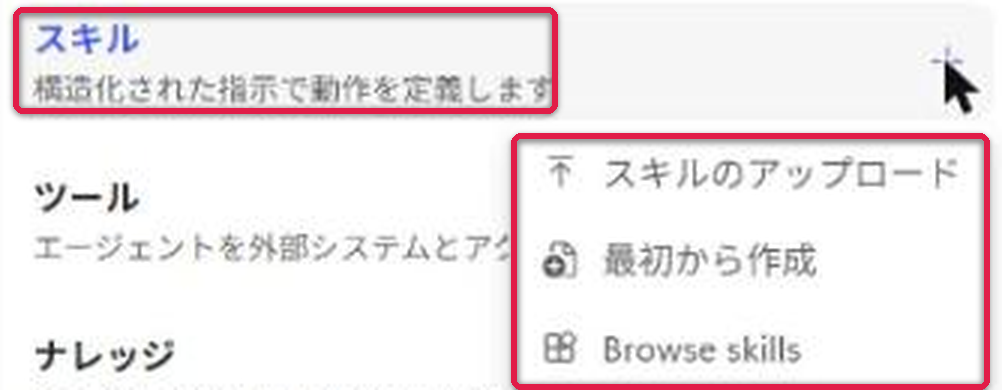 スキル
構造化された指示で動作を定義します
スキルのアップロード
ツール
エージェントを外部システムとアク
最初から作成
Browse skills
ナレッジ